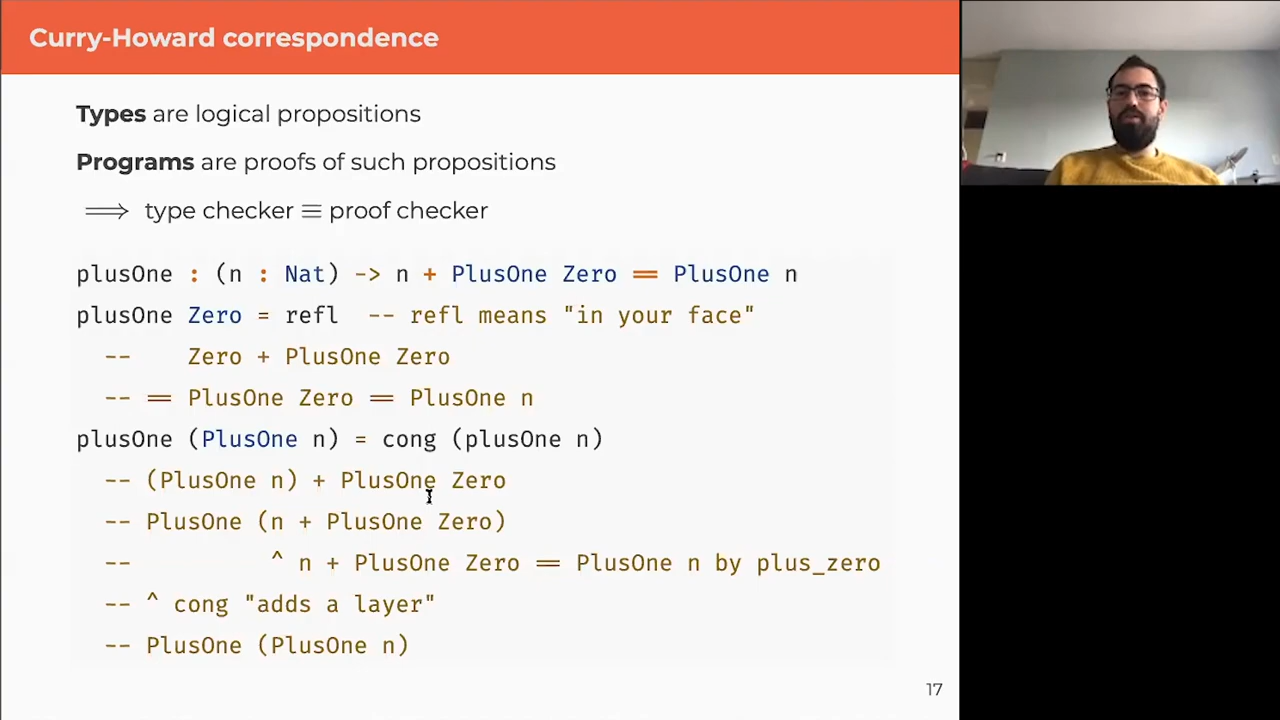 Curry-Howard correspondence
Types are logical propositions
Programs are proofs of such propositions
⟹ type checker ≡ proof checker
plusOne : (n : Nat) -> n + PlusOne Zero == PlusOne n
plusOne Zero = refl  -- refl means "in your face"
  --    Zero + PlusOne Zero
  -- == PlusOne Zero == PlusOne n
plusOne (PlusOne n) = cong (plusOne n)
  -- (PlusOne n) + PlusOne Zero
  -- PlusOne (n + PlusOne Zero)
  --          ^ n + PlusOne Zero == PlusOne n by plus_zero
  -- ^ cong "adds a layer"
  -- PlusOne (PlusOne n)
17